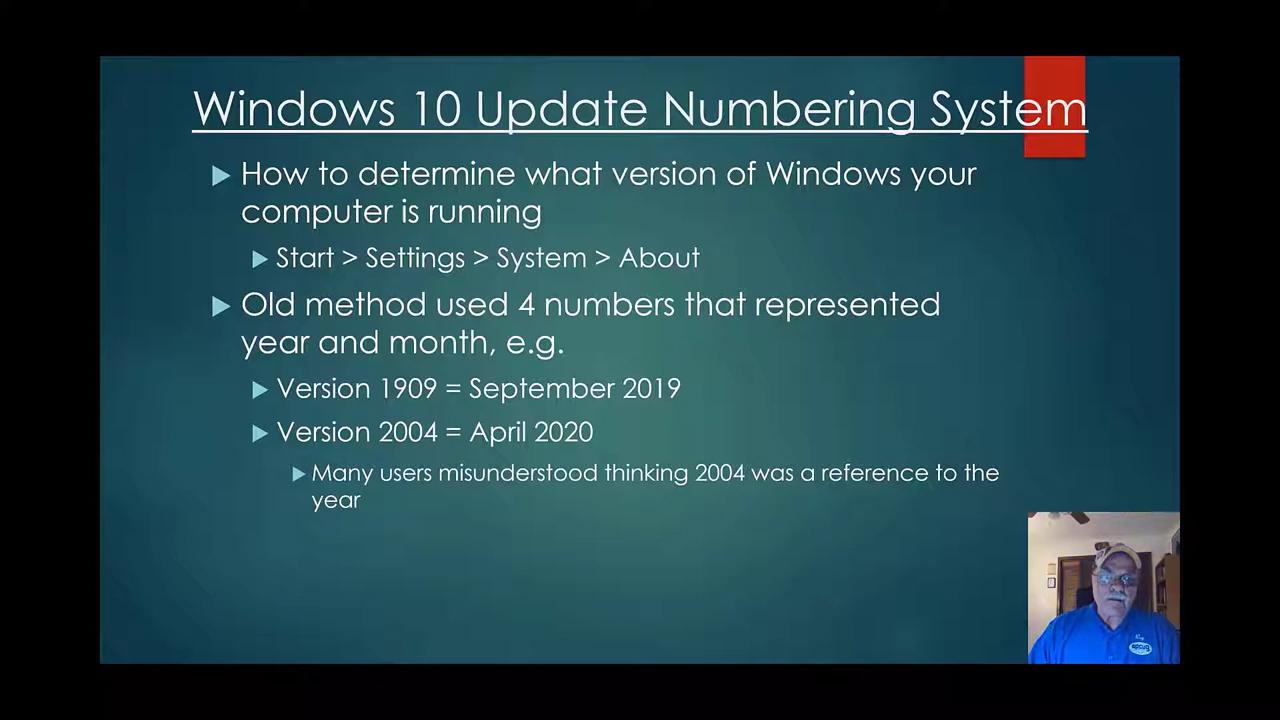 Windows 10 Update Numbering System
How to determine what version of Windows your
computer is running
Start > Settings > System > About
Old method used 4 numbers that represented
year and month, e.g.
Version 1909 = September 2019
Version 2004 = April 2020
Many users misunderstood thinking 2004 was a reference to the
year